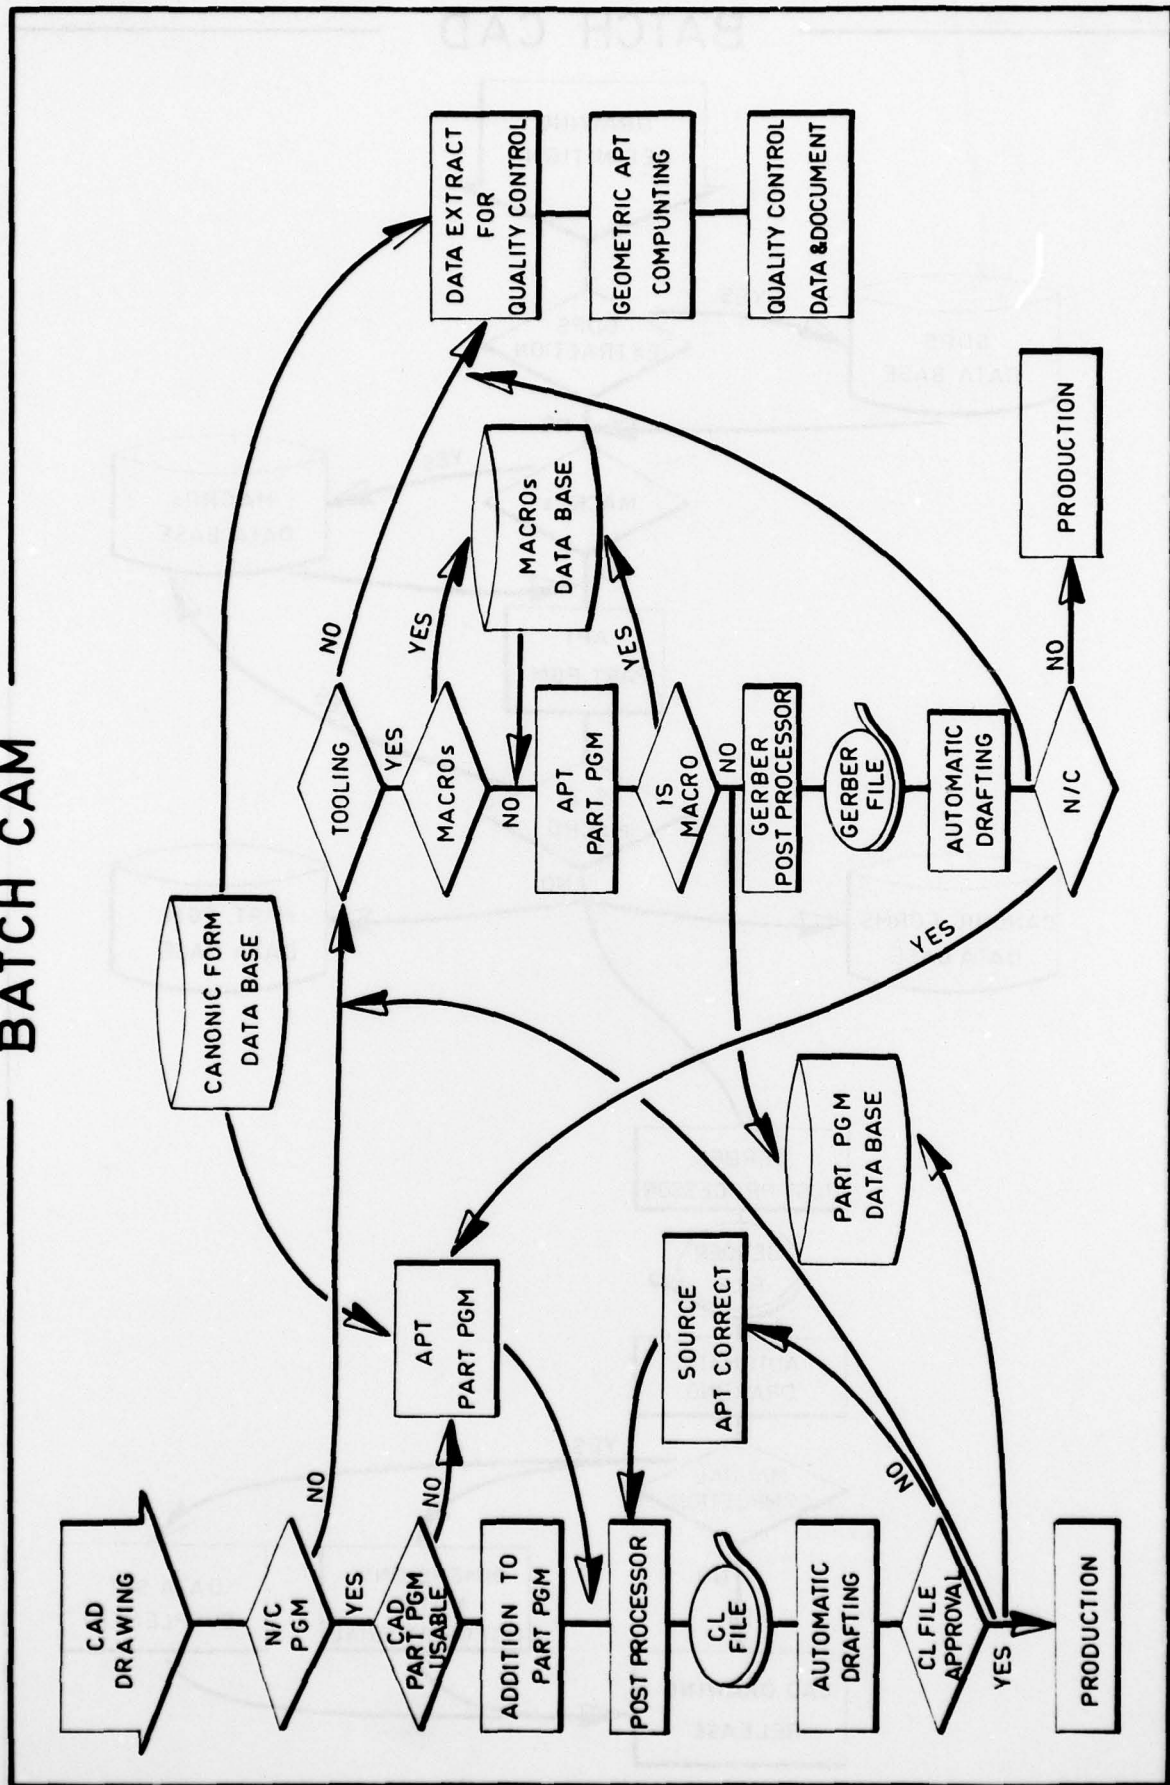 BATCH CAM
CAD
DRAWING
N/C
PGM
NO
YES
CAD
PART PGM
USABLE
NO
ADDITION TO
PART PGM
POST PROCESSOR
CL
FILE
AUTOMATIC
DRAFTING
CL FILE
APPROVAL
NO
YES
PRODUCTION
CANONIC FORM
DATA BASE
APT
PART PGM
SOURCE
APT CORRECT
PART PGM
DATA BASE
TOOLING
NO
YES
MACROs
YES
NO
MACROs
DATA BASE
APT
PART PGM
IS
MACRO
YES
NO
GERBER
POST PROCESSOR
GERBER
FILE
AUTOMATIC
DRAFTING
N/C
YES
NO
PRODUCTION
DATA EXTRACT
FOR
QUALITY CONTROL
GEOMETRIC APT
COMPUNTING
QUALITY CONTROL
DATA &DOCUMENT